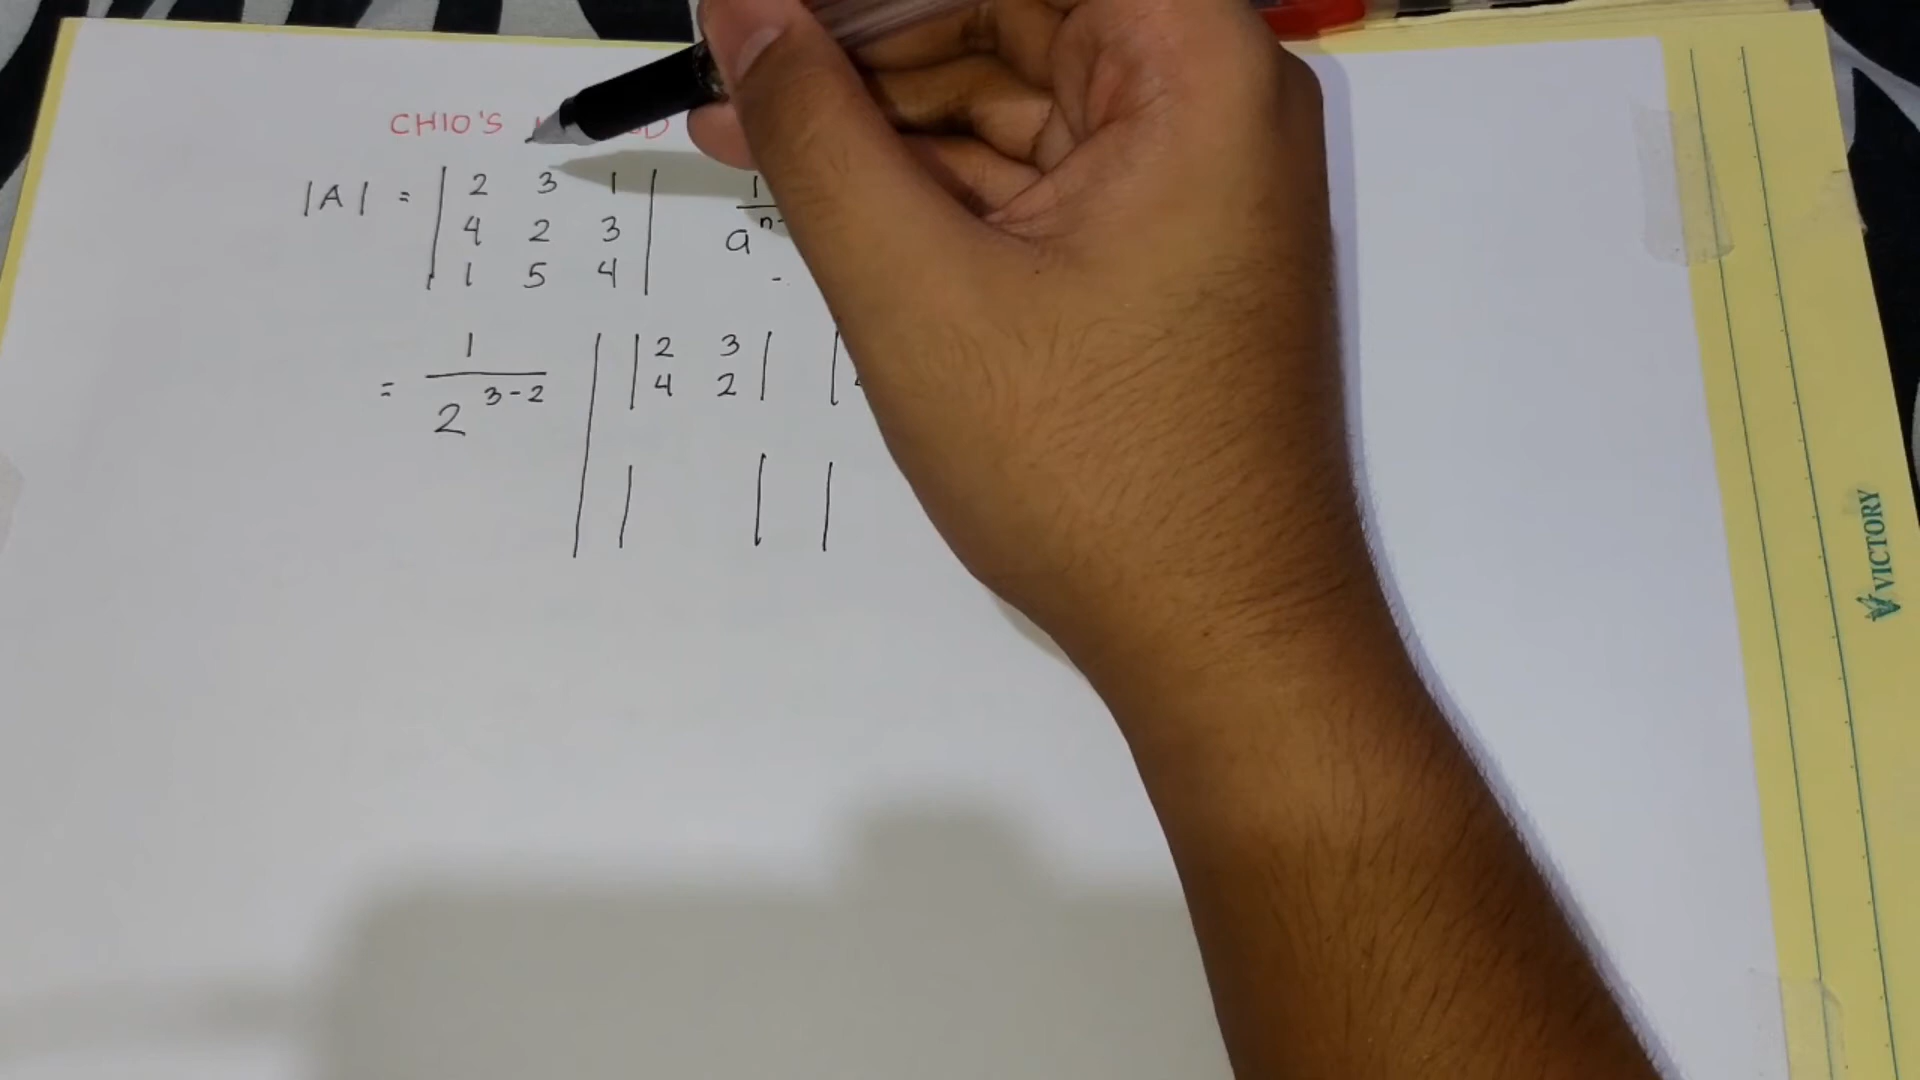 CHIO'S
|A| = | 2 3 1 |
4 2 3
1 5 4
1
a n-
= 1 | | 2 3 | |
2 3-2 4 2
VICTORY